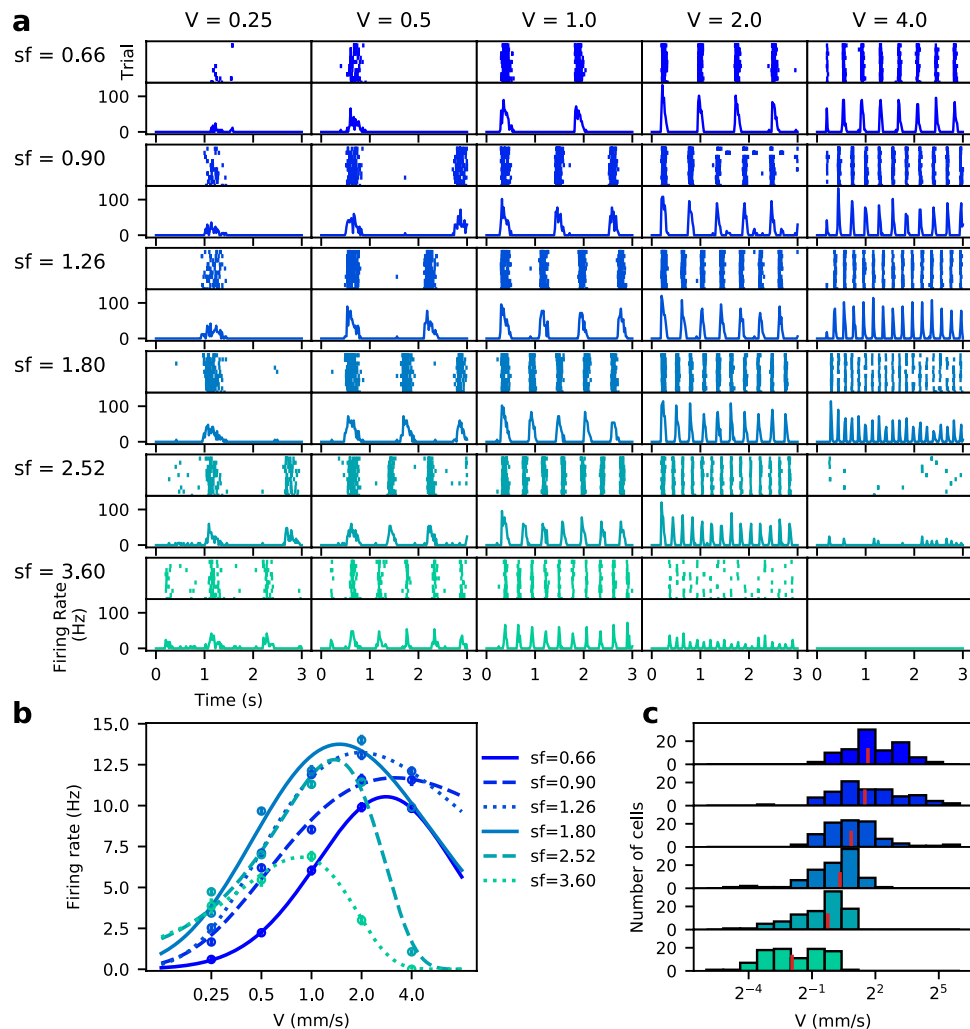 a
V = 0.25 V = 0.5 V = 1.0 V = 2.0 V = 4.0
sf = 0.66
Trial
100
0
sf = 0.90
100
0
sf = 1.26
100
0
sf = 1.80
100
0
sf = 2.52
100
0
sf = 3.60
100
0
Firing Rate
(Hz)
0 1 2 3 0 1 2 3 0 1 2 3 0 1 2 3 0 1 2 3
Time (s)
b
15.0
12.5
10.0
7.5
5.0
2.5
0.0
Firing rate (Hz)
0.25 0.5 1.0 2.0 4.0
V (mm/s)
sf=0.66
sf=0.90
sf=1.26
sf=1.80
sf=2.52
sf=3.60
c
20
0
20
0
20
0
20
0
20
0
20
0
Number of cells
2⁻⁴ 2⁻¹ 2² 2⁵
V (mm/s)